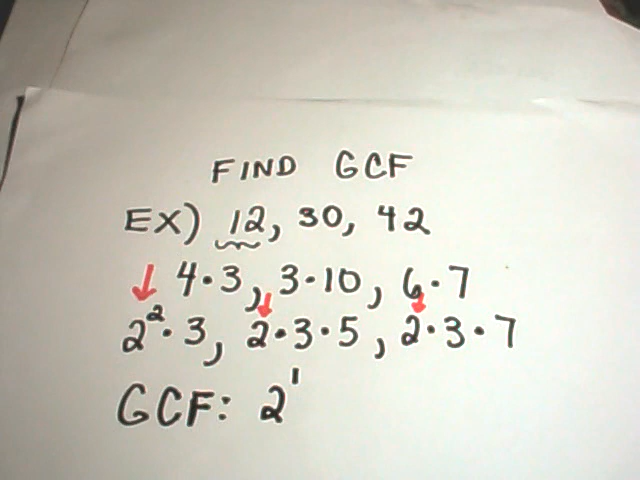 FIND GCF
EX) 12, 30, 42
4·3, 3·10, 6·7
2²·3, 2·3·5, 2·3·7
GCF: 2¹